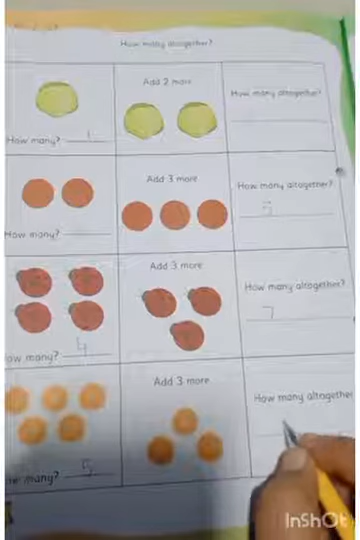 How many altogether?
Add 2 more
How many altogether?
How many? 1
Add 3 more
How many altogether?
5
How many?
Add 3 more
How many altogether?
7
How many? 4
Add 3 more
How many altogether
many? 5
InShOt